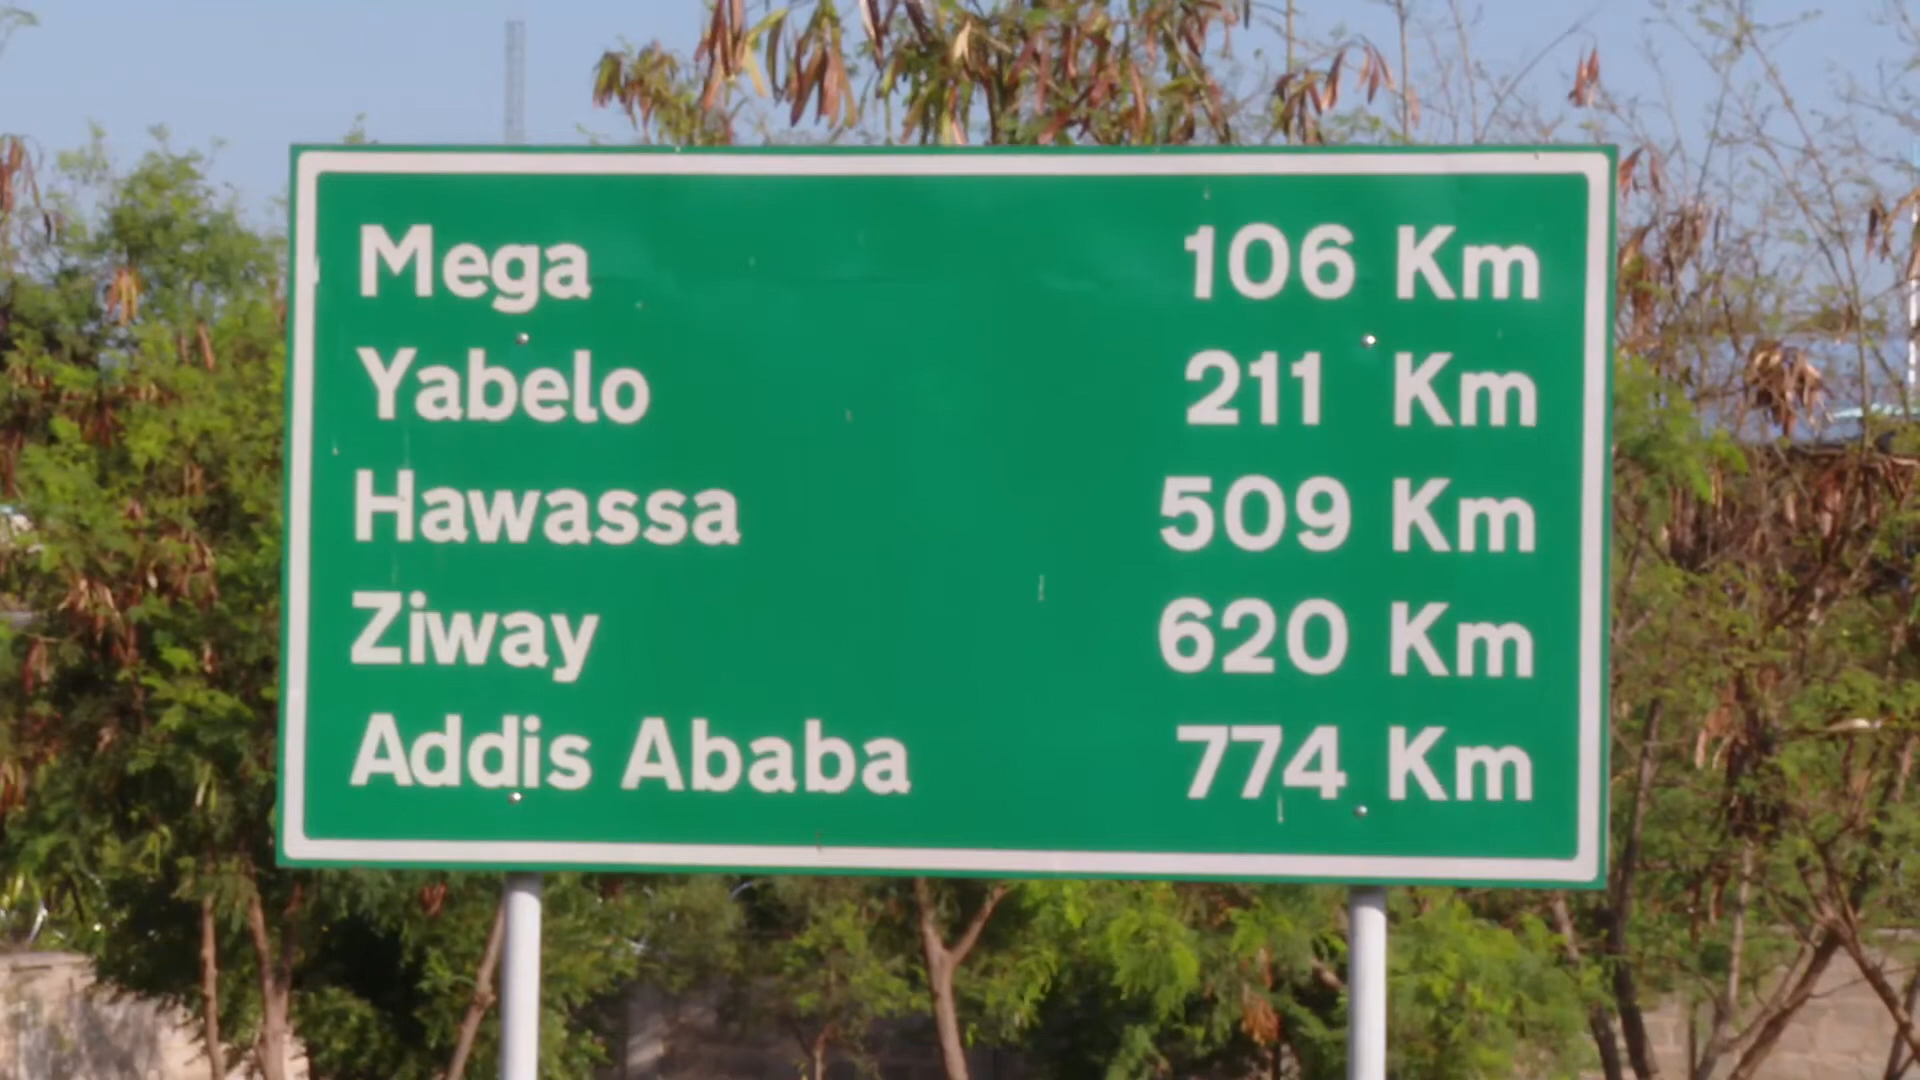 Mega 106 Km
Yabelo 211 Km
Hawassa 509 Km
Ziway 620 Km
Addis Ababa 774 Km